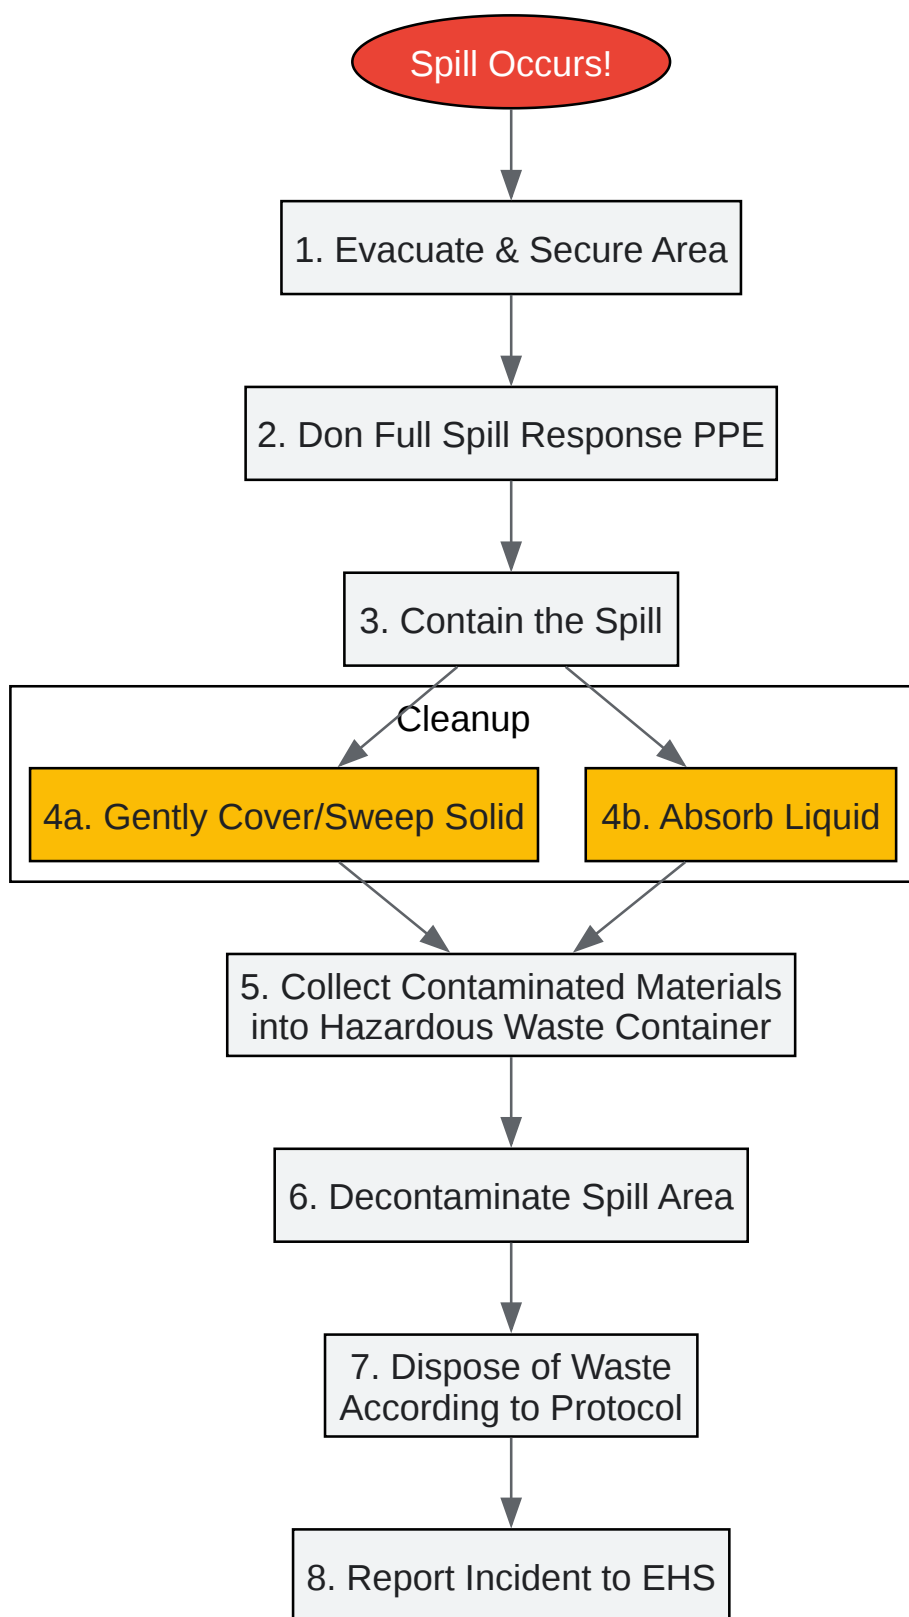 Spill Occurs!
1. Evacuate & Secure Area
2. Don Full Spill Response PPE
3. Contain the Spill
Cleanup
4a. Gently Cover/Sweep Solid
4b. Absorb Liquid
5. Collect Contaminated Materials
into Hazardous Waste Container
6. Decontaminate Spill Area
7. Dispose of Waste
According to Protocol
8. Report Incident to EHS